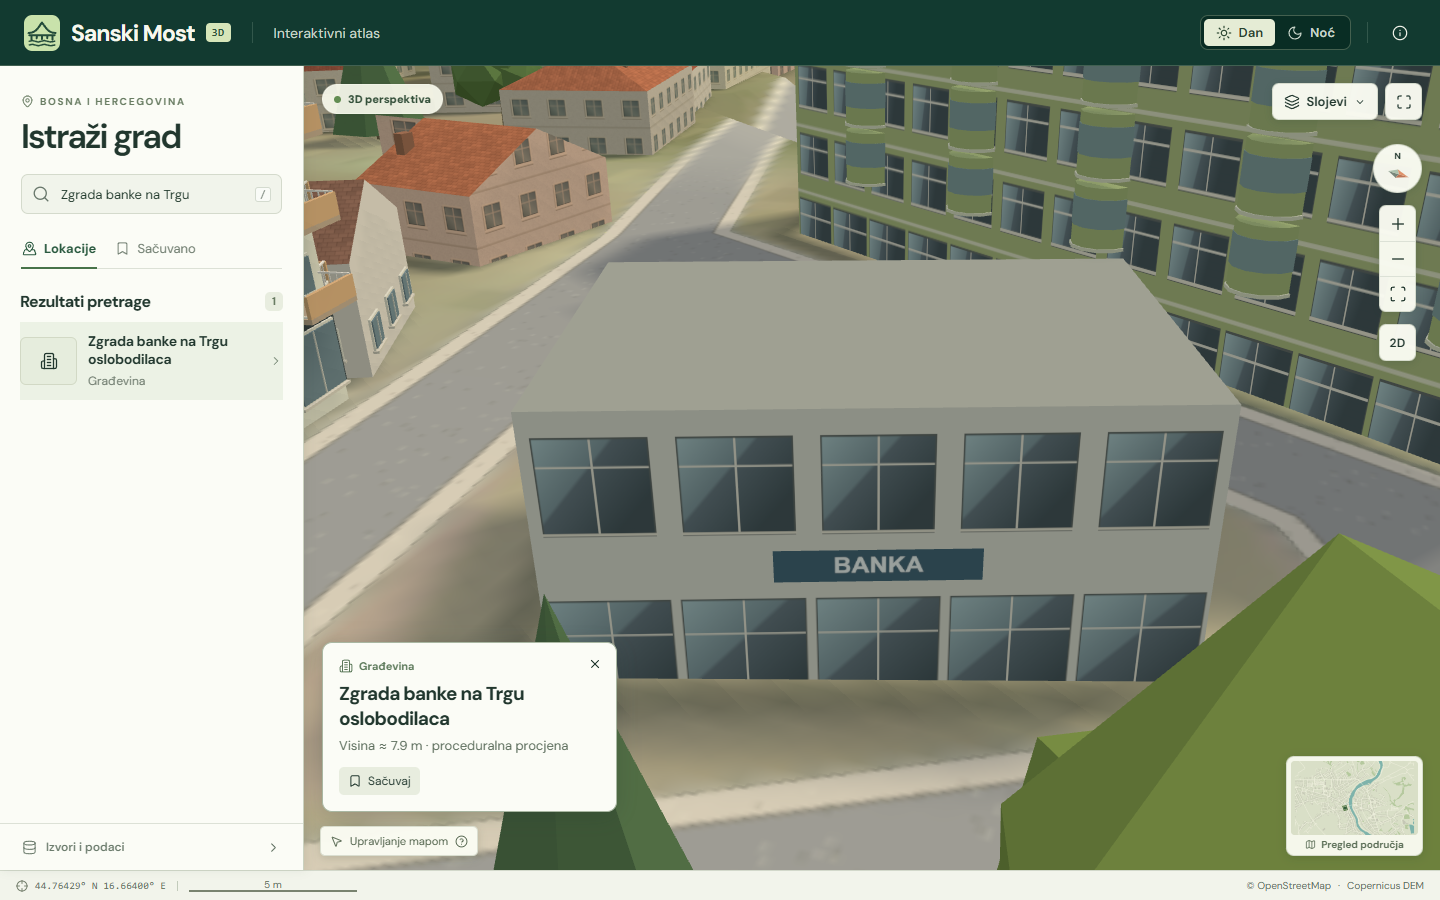 Sanski Most
3D
Interaktivni atlas
Dan
Noć
BOSNA I HERCEGOVINA
Istraži grad
Zgrada banke na Trgu
/
Lokacije
Sačuvano
Rezultati pretrage
1
Zgrada banke na Trgu
oslobodilaca
Građevina
Izvori i podaci
3D perspektiva
Slojevi
N
2D
BANKA
Građevina
Zgrada banke na Trgu
oslobodilaca
Visina ≈ 7.9 m · proceduralna procjena
Sačuvaj
Upravljanje mapom
Pregled područja
44.76429° N 16.66400° E
5 m
© OpenStreetMap · Copernicus DEM